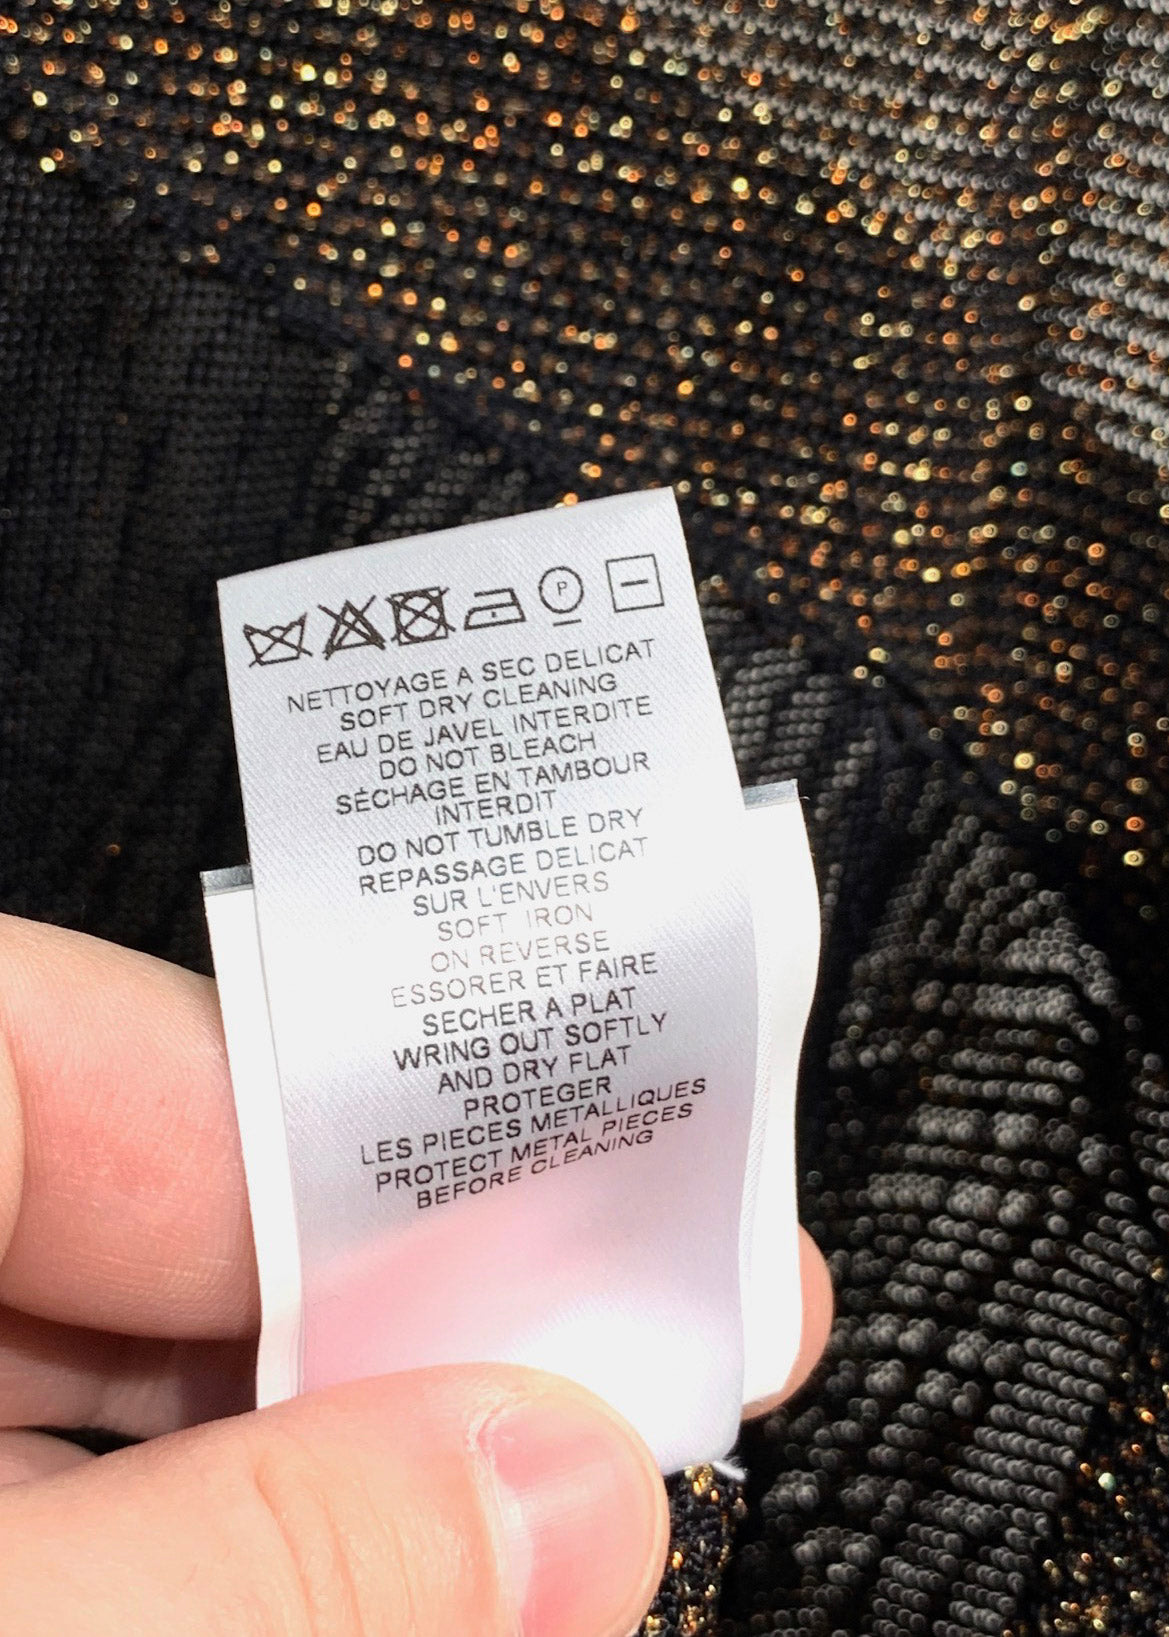 P
NETTOYAGE A SEC DELICAT
SOFT DRY CLEANING
EAU DE JAVEL INTERDITE
DO NOT BLEACH
SÉCHAGE EN TAMBOUR
INTERDIT
DO NOT TUMBLE DRY
REPASSAGE DELICAT
SUR L'ENVERS
SOFT IRON
ON REVERSE
ESSORER ET FAIRE
SECHER A PLAT
WRING OUT SOFTLY
AND DRY FLAT
PROTEGER
LES PIECES METALLIQUES
PROTECT METAL PIECES
BEFORE CLEANING